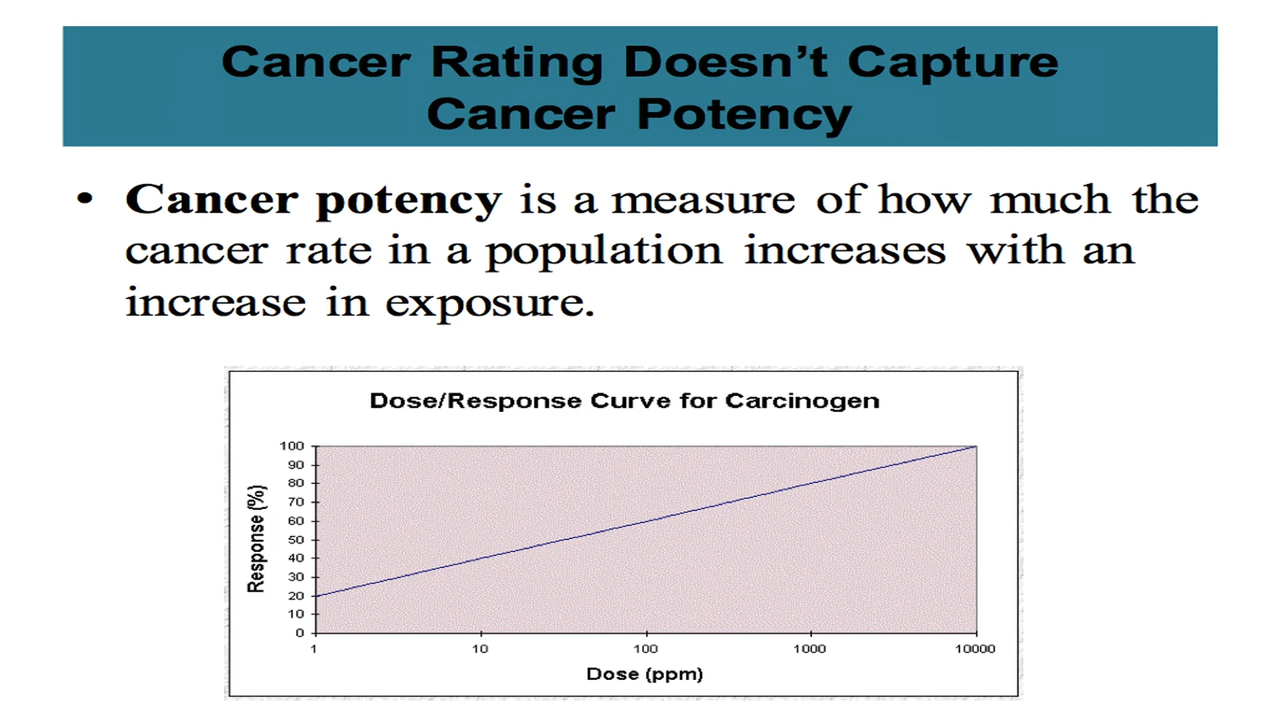 Cancer Rating Doesn’t Capture
Cancer Potency
• Cancer potency is a measure of how much the
cancer rate in a population increases with an
increase in exposure.
Dose/Response Curve for Carcinogen
Response (%)
100
90
80
70
60
50
40
30
20
10
0
1 10 100 1000 10000
Dose (ppm)